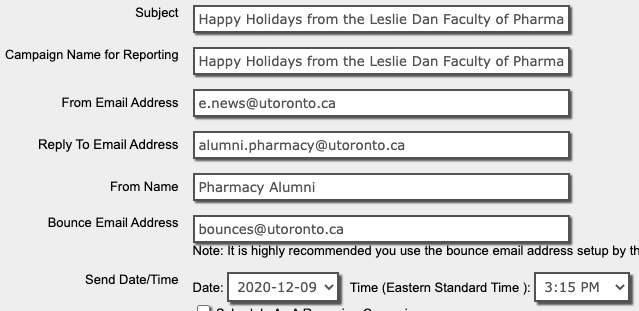 Subject Happy Holidays from the Leslie Dan Faculty of Pharma
Campaign Name for Reporting Happy Holidays from the Leslie Dan Faculty of Pharma
From Email Address e.news@utoronto.ca
Reply To Email Address alumni.pharmacy@utoronto.ca
From Name Pharmacy Alumni
Bounce Email Address bounces@utoronto.ca
Note: It is highly recommended you use the bounce email address setup by th
Send Date/Time Date: 2020-12-09 Time (Eastern Standard Time ): 3:15 PM